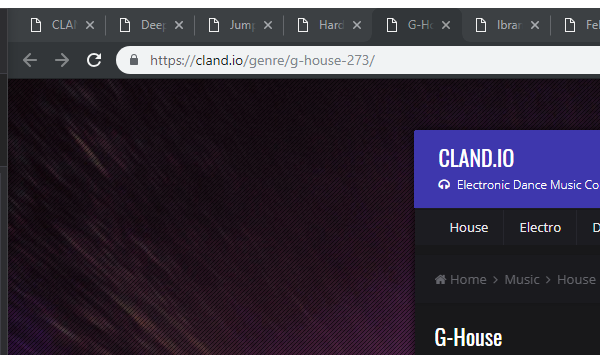 CLAN Deep Jump Hard G-Ho Ibrar Fe
https://cland.io/genre/g-house-273/
CLAND.IO
Electronic Dance Music Co
House Electro D
Home > Music > House
G-House